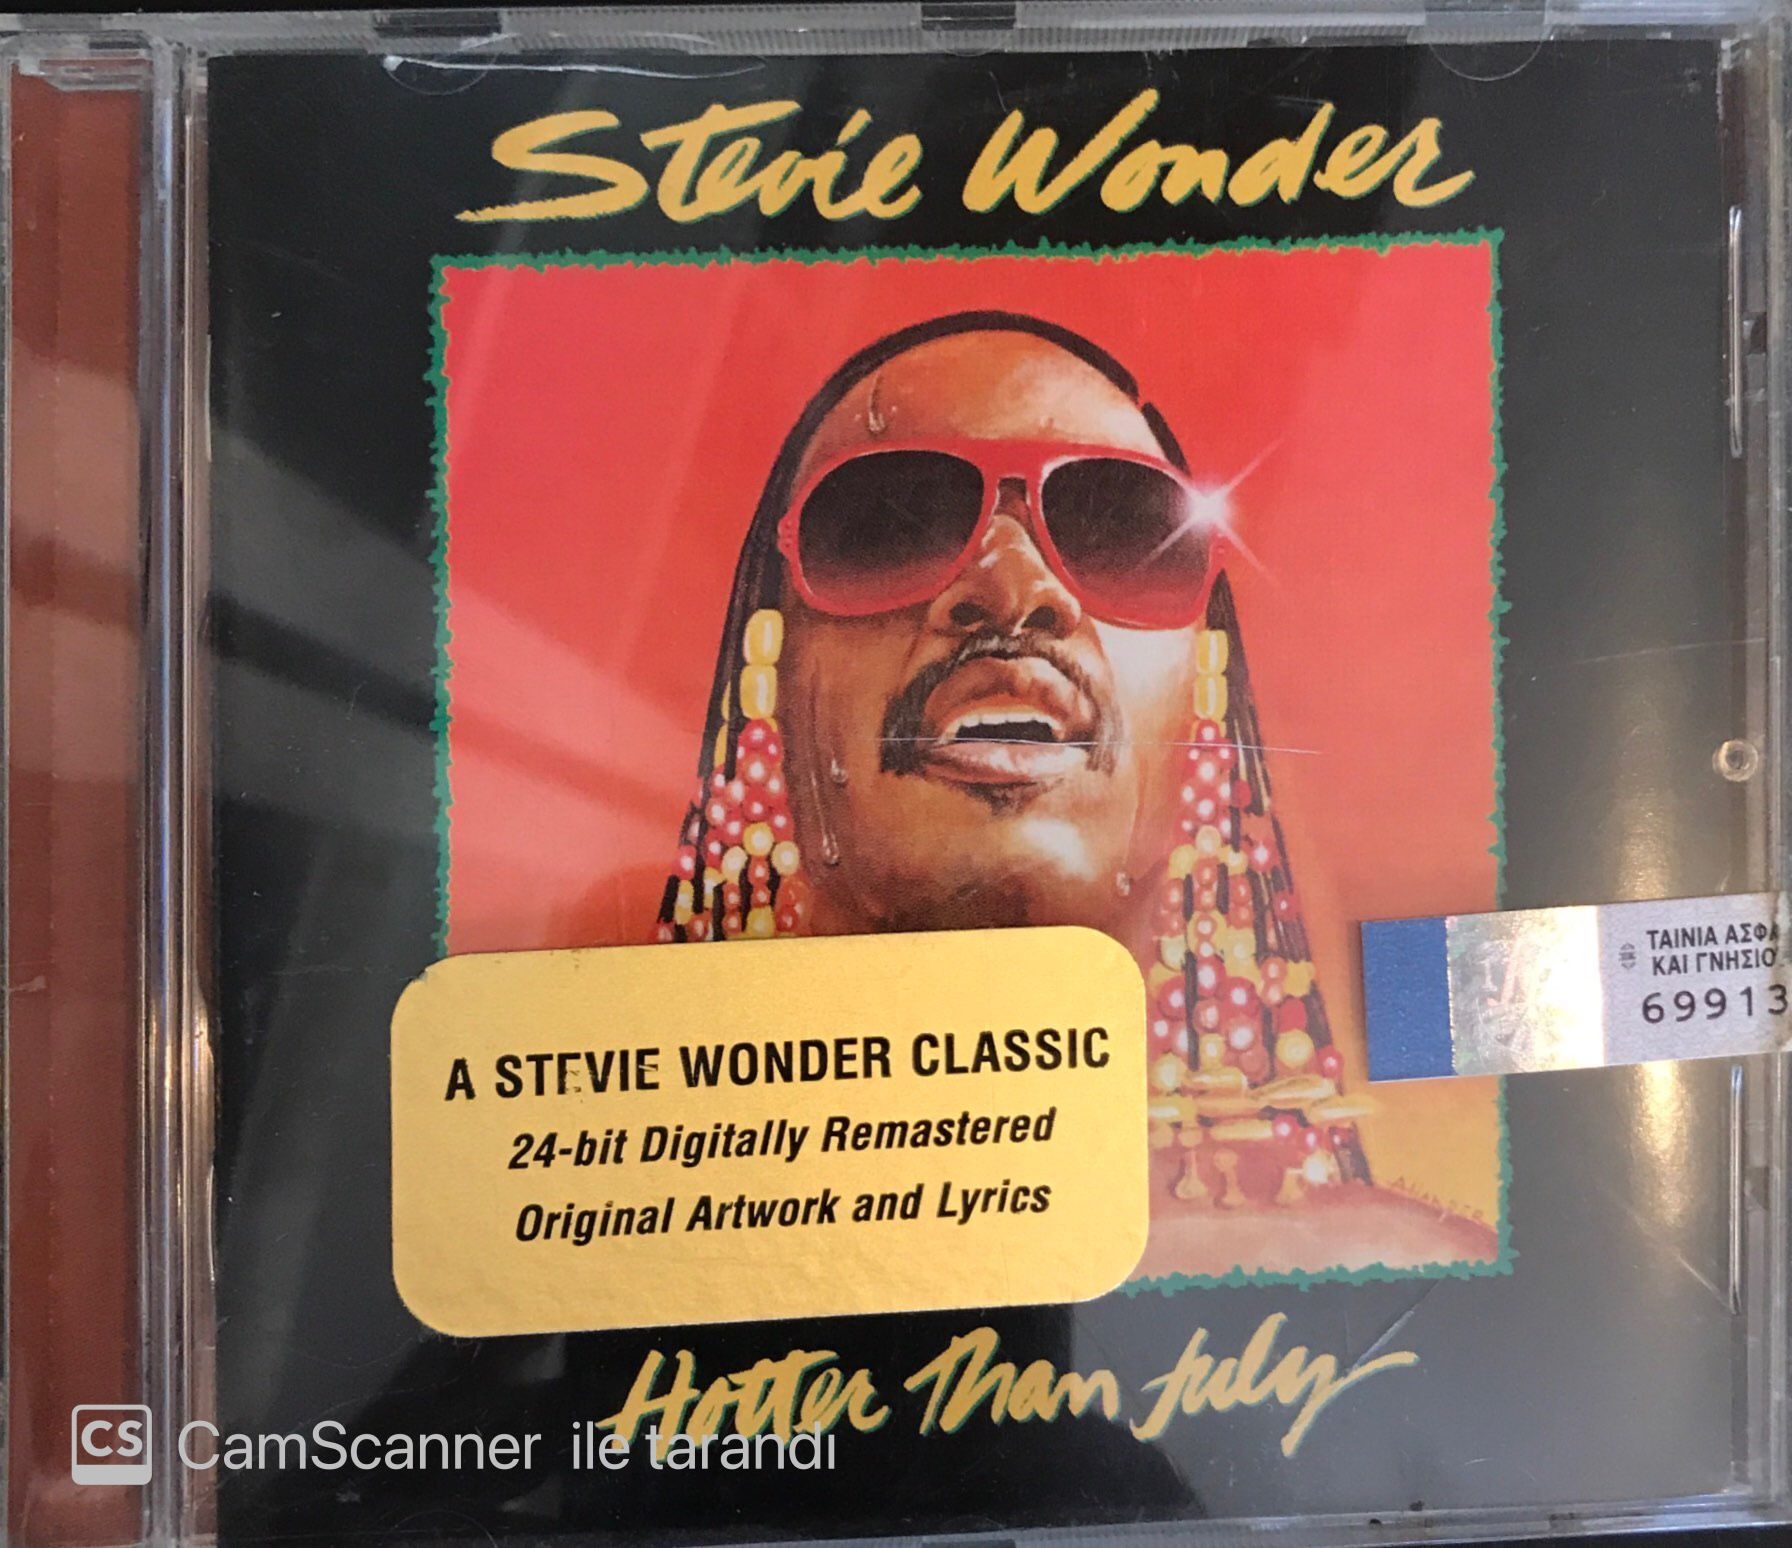 Stevie Wonder
ΤΑΙΝΙΑ ΑΣΦΑ
ΚΑΙ ΓΝΗΣΙΟ
69913
A STEVIE WONDER CLASSIC
24-bit Digitally Remastered
Original Artwork and Lyrics
Hotter Than July
CS CamScanner ile tarandı